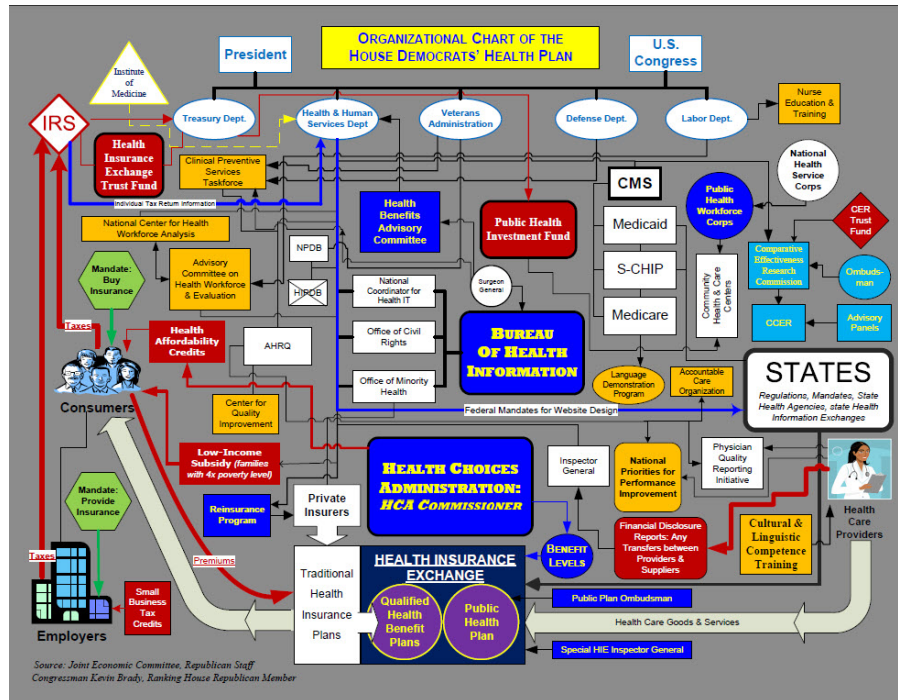 ORGANIZATIONAL CHART OF THE
HOUSE DEMOCRATS' HEALTH PLAN
President
U.S.
Congress
Institute
of
Medicine
IRS
Treasury Dept.
Health & Human
Services Dept
Veterans
Administration
Defense Dept.
Labor Dept.
Nurse
Education &
Training
Health
Insurance
Exchange
Trust Fund
Clinical Preventive
Services
Taskforce
Individual Tax Return Information
National Center for Health
Workforce Analysis
Health
Benefits
Advisory
Committee
Public Health
Investment Fund
CMS
Medicaid
S-CHIP
Medicare
Public
Health
Workforce
Corps
National
Health
Service
Corps
CER
Trust
Fund
Comparative
Effectiveness
Research
Commission
Ombuds-
man
CCER
Advisory
Panels
Community
Health & Care
Centers
Mandate:
Buy
Insurance
Advisory
Committee on
Health Workforce
& Evaluation
NPDB
HIPDB
National
Coordinator for
Health IT
Office of Civil
Rights
Office of Minority
Health
Surgeon
General
BUREAU
OF HEALTH
INFORMATION
Taxes
Health
Affordability
Credits
AHRQ
Consumers
Center for
Quality
Improvement
Language
Demonstration
Program
Accountable
Care
Organization
STATES
Regulations, Mandates, State
Health Agencies, state Health
Information Exchanges
Federal Mandates for Website Design
Low-Income
Subsidy (families
with 4x poverty level)
HEALTH CHOICES
ADMINISTRATION:
HCA COMMISSIONER
Inspector
General
National
Priorities for
Performance
Improvement
Physician
Quality
Reporting
Initiative
Health
Care
Providers
Mandate:
Provide
Insurance
Reinsurance
Program
Private
Insurers
BENEFIT
LEVELS
Financial Disclosure
Reports: Any
Transfers between
Providers &
Suppliers
Cultural &
Linguistic
Competence
Training
Taxes
Premiums
Traditional
Health
Insurance
Plans
HEALTH INSURANCE
EXCHANGE
Qualified
Health
Benefit
Plans
Public
Health
Plan
Public Plan Ombudsman
Health Care Goods & Services
Special HIE Inspector General
Small
Business
Tax
Credits
Employers
Source: Joint Economic Committee, Republican Staff
Congressman Kevin Brady, Ranking House Republican Member